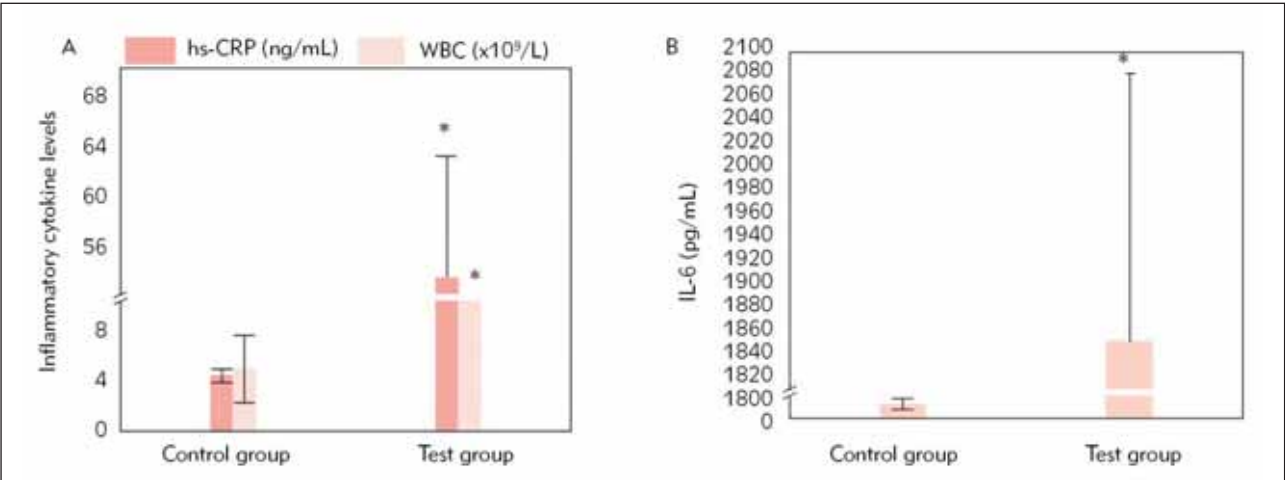 A
hs-CRP (ng/mL)
WBC (x10⁹/L)
Inflammatory cytokine levels
68
64
60
56
8
4
0
*
*
Control group
Test group
B
IL-6 (pg/mL)
2100
2080
2060
2040
2020
2000
1980
1960
1940
1920
1900
1880
1860
1840
1820
1800
0
*
Control group
Test group